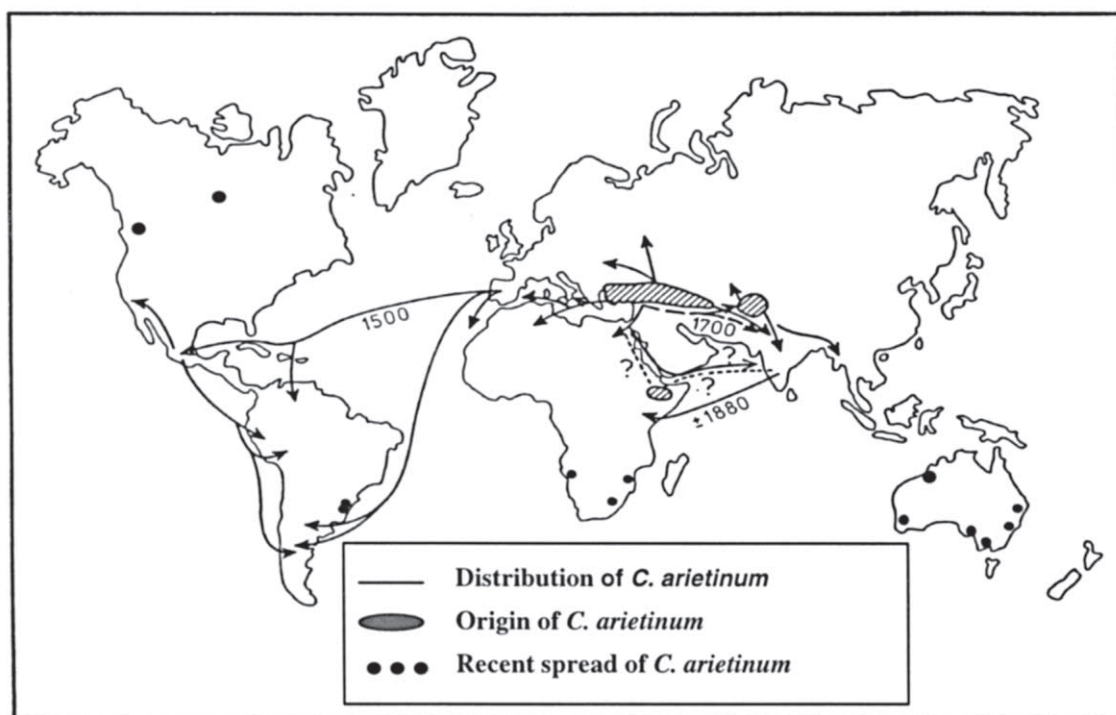 1500
1700
?
?
?
±1880
Distribution of C. arietinum
Origin of C. arietinum
Recent spread of C. arietinum